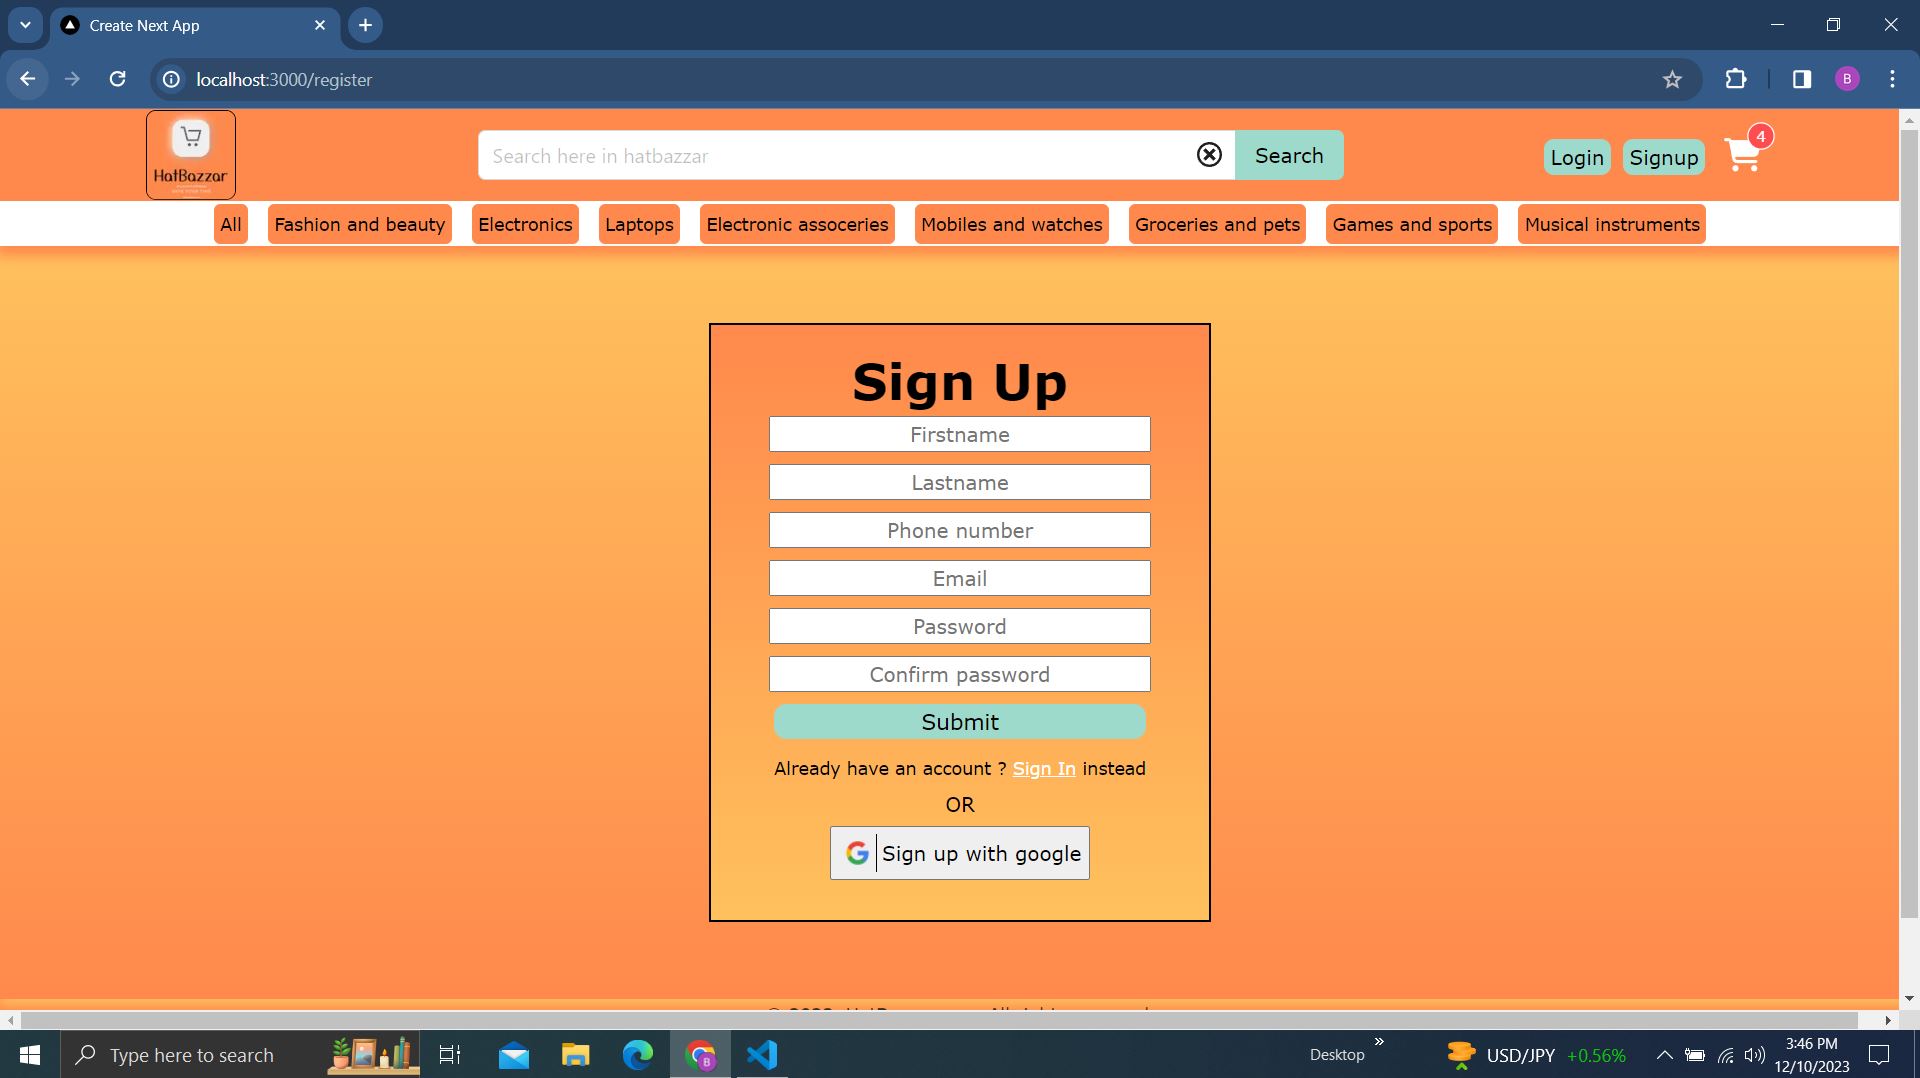 Create Next App
localhost:3000/register
B
HatBazzar
Search here in hatbazzar
Search
Login
Signup
4
All
Fashion and beauty
Electronics
Laptops
Electronic assoceries
Mobiles and watches
Groceries and pets
Games and sports
Musical instruments
Sign Up
Firstname
Lastname
Phone number
Email
Password
Confirm password
Submit
Already have an account ? Sign In instead
OR
G
Sign up with google
Type here to search
B
Desktop
USD/JPY +0.56%
3:46 PM
12/10/2023